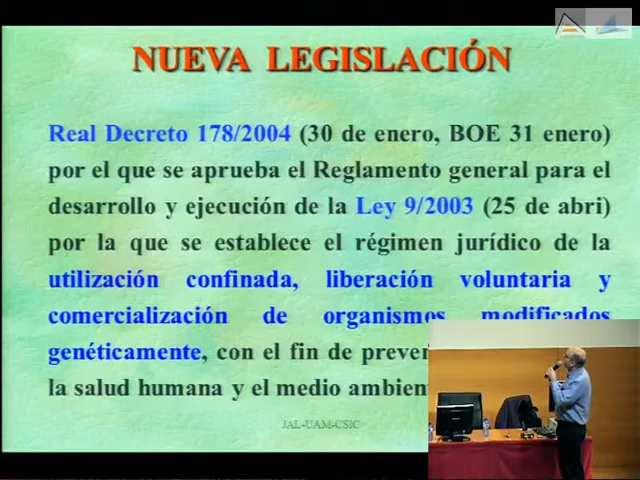 NUEVA LEGISLACIÓN
Real Decreto 178/2004 (30 de enero, BOE 31 enero)
por el que se aprueba el Reglamento general para el
desarrollo y ejecución de la Ley 9/2003 (25 de abri)
por la que se establece el régimen jurídico de la
utilización confinada, liberación voluntaria y
comercialización de organismos modificados
genéticamente, con el fin de preve
la salud humana y el medio ambien
JAL-UAM-CSIC